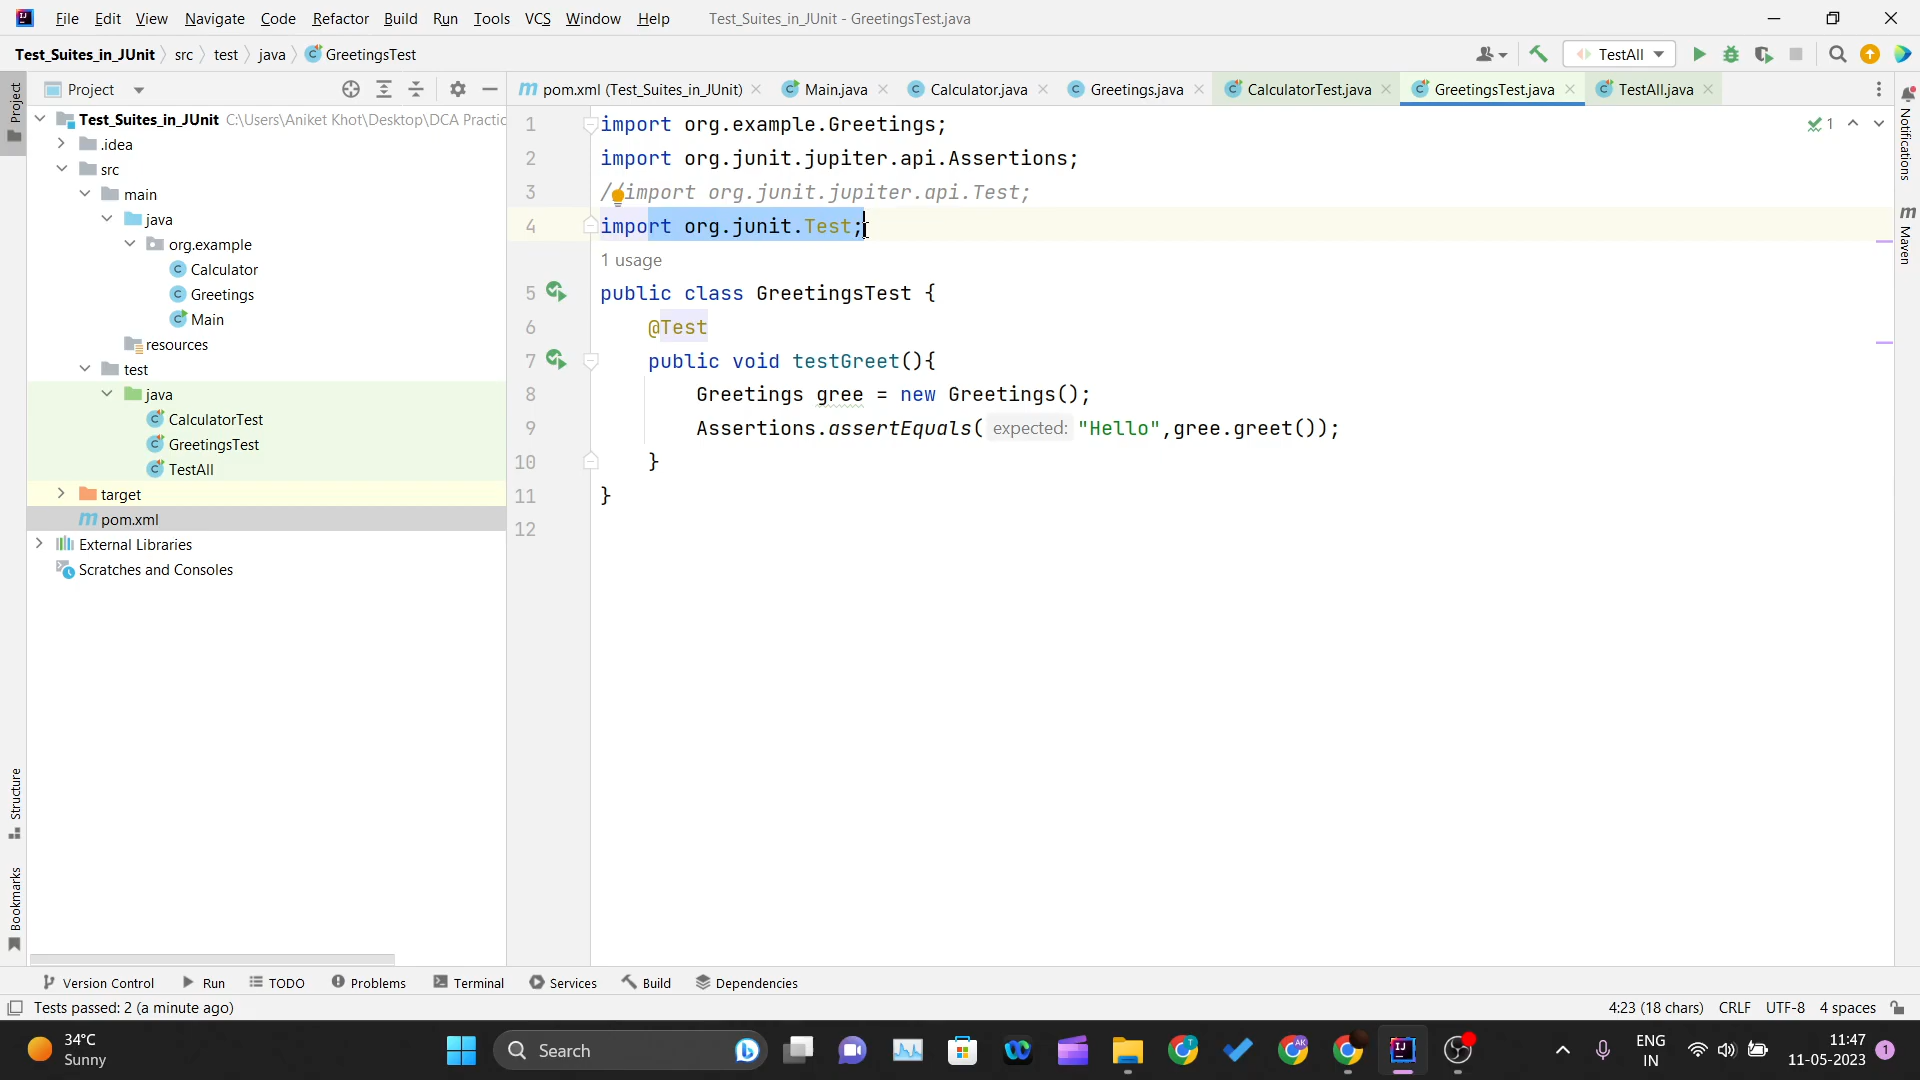 File Edit View Navigate Code Refactor Build Run Tools VCS Window Help Test_Suites_in_JUnit - GreetingsTest.java
Test_Suites_in_JUnit src test java GreetingsTest TestAll
Project
pom.xml (Test_Suites_in_JUnit) Main.java Calculator.java Greetings.java CalculatorTest.java GreetingsTest.java TestAll.java
Project
Test_Suites_in_JUnit C:\Users\Aniket Khot\Desktop\DCA Practic
.idea
src
main
java
org.example
Calculator
Greetings
Main
resources
test
java
CalculatorTest
GreetingsTest
TestAll
target
pom.xml
External Libraries
Scratches and Consoles
Structure
Bookmarks
1 import org.example.Greetings;
2 import org.junit.jupiter.api.Assertions;
3 //import org.junit.jupiter.api.Test;
4 import org.junit.Test;
1 usage
5 public class GreetingsTest {
6 @Test
7 public void testGreet(){
8 Greetings gree = new Greetings();
9 Assertions.assertEquals( expected: "Hello",gree.greet());
10 }
11 }
12
1
Notifications
Maven
Version Control Run TODO Problems Terminal Services Build Dependencies
Tests passed: 2 (a minute ago) 4:23 (18 chars) CRLF UTF-8 4 spaces
34°C
Sunny
Search
ENG
IN
11:47
11-05-2023
1